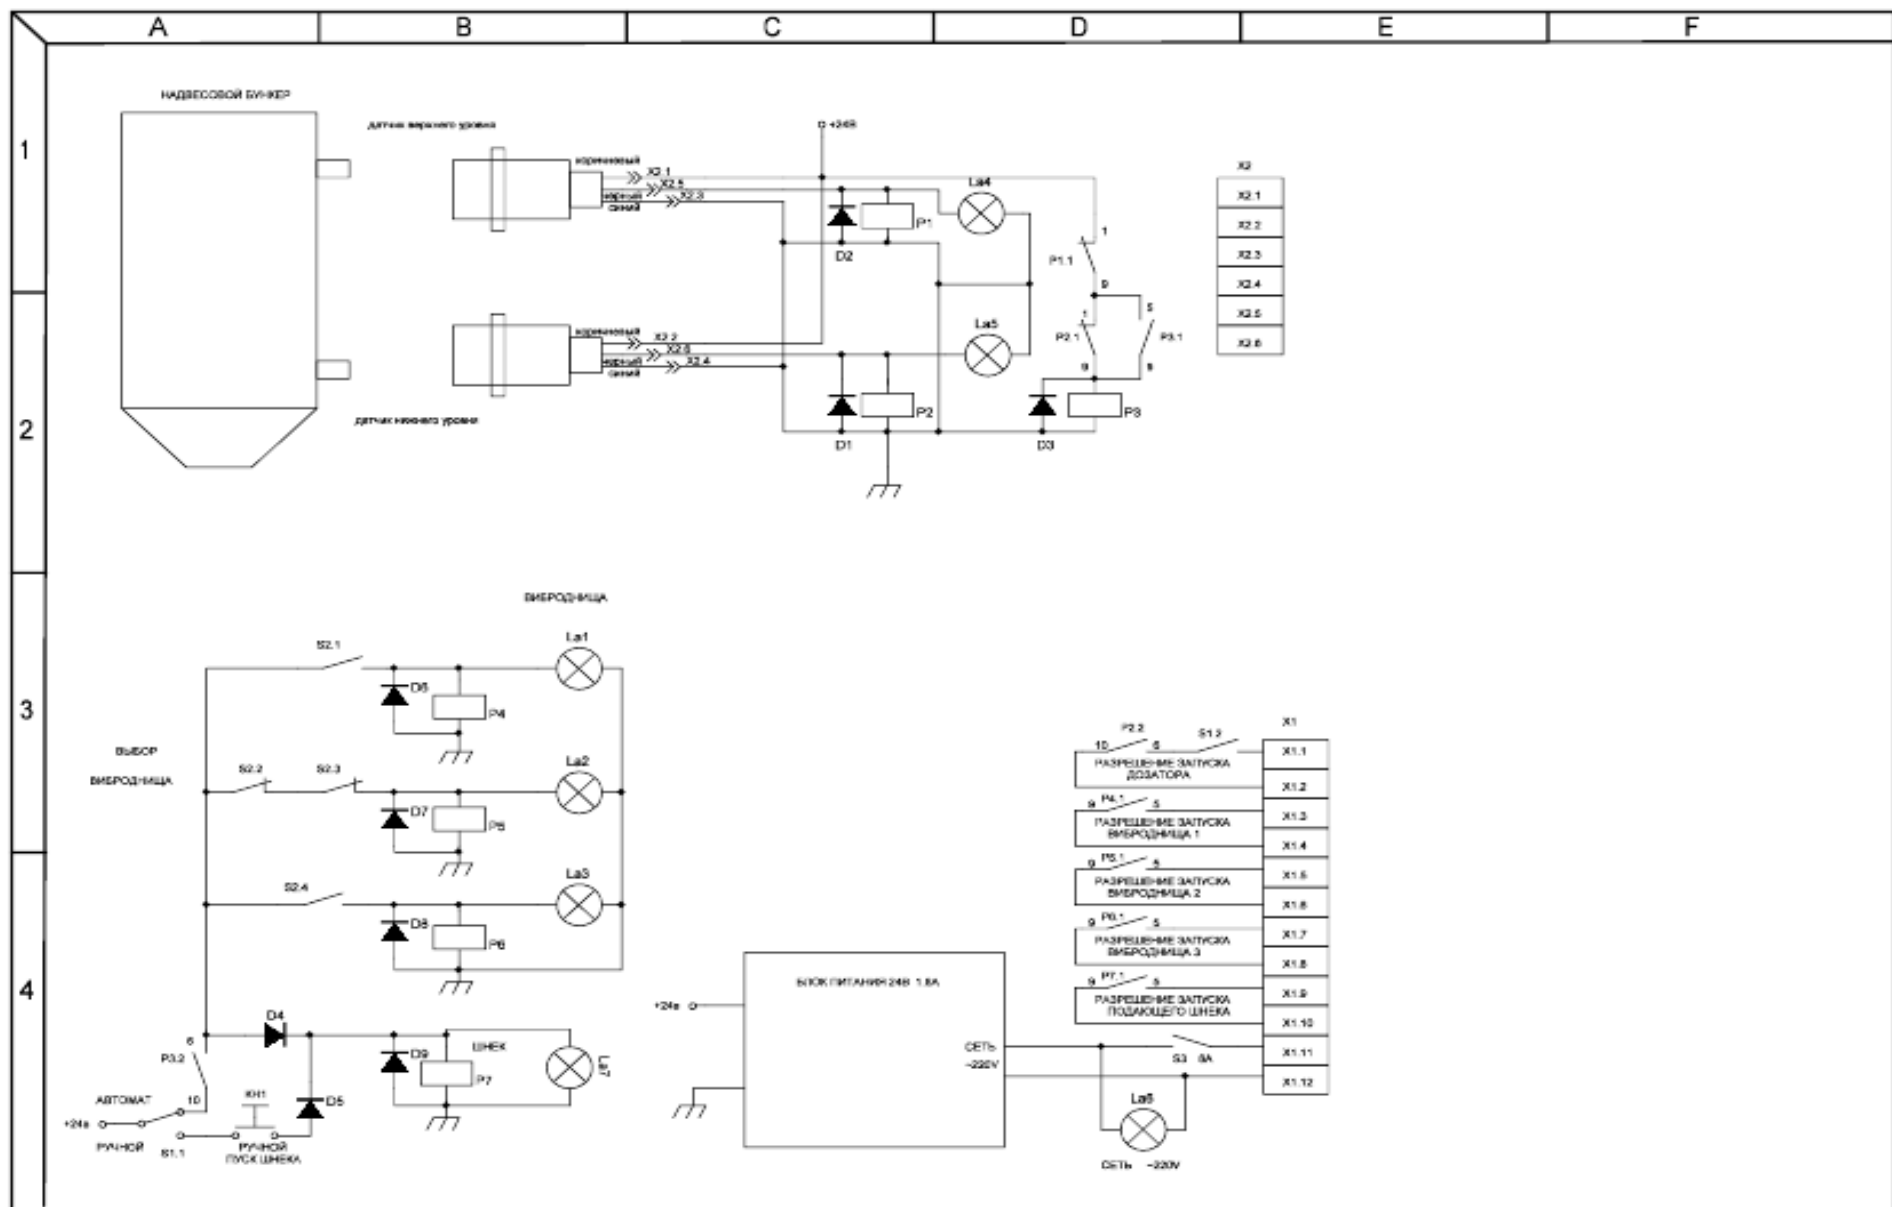 A B C D E F
1
НАДВЕСОВОЙ БУНКЕР
датчик верхнего уровня
+24В
коричневый
X2.1
X2.5
черный
X2.3
синий
La4
P1
D2
P1.1
1
9
X2
X2.1
X2.2
X2.3
X2.4
X2.5
X2.6
2
коричневый
X2.2
X2.6
черный
X2.4
синий
La5
1
5
P2.1
P3.1
9
9
P2
D1
D3
P3
датчик нижнего уровня
3
ВИБРОДНИЩА
S2.1
La1
D6
P4
ВЫБОР
ВИБРОДНИЩА
S2.2
S2.3
La2
D7
P5
S2.4
La3
D8
P6
4
D4
6
P3.2
10
D9
ШНЕК
P7
La7
АВТОМАТ
КН1
D5
+24в
РУЧНОЙ
S1.1
РУЧНОЙ
ПУСК ШНЕКА
БЛОК ПИТАНИЯ 24В 1.8А
+24в
СЕТЬ
~220V
X1
P2.2
S1.2
10
6
X1.1
РАЗРЕШЕНИЕ ЗАПУСКА
ДОЗАТОРА
X1.2
9
P4.1
5
X1.3
РАЗРЕШЕНИЕ ЗАПУСКА
ВИБРОДНИЩА 1
X1.4
9
P5.1
5
X1.5
РАЗРЕШЕНИЕ ЗАПУСКА
ВИБРОДНИЩА 2
X1.6
9
P6.1
5
X1.7
РАЗРЕШЕНИЕ ЗАПУСКА
ВИБРОДНИЩА 3
X1.8
9
P7.1
5
X1.9
РАЗРЕШЕНИЕ ЗАПУСКА
ПОДАЮЩЕГО ШНЕКА
X1.10
S3 8А
X1.11
X1.12
La6
СЕТЬ ~220V